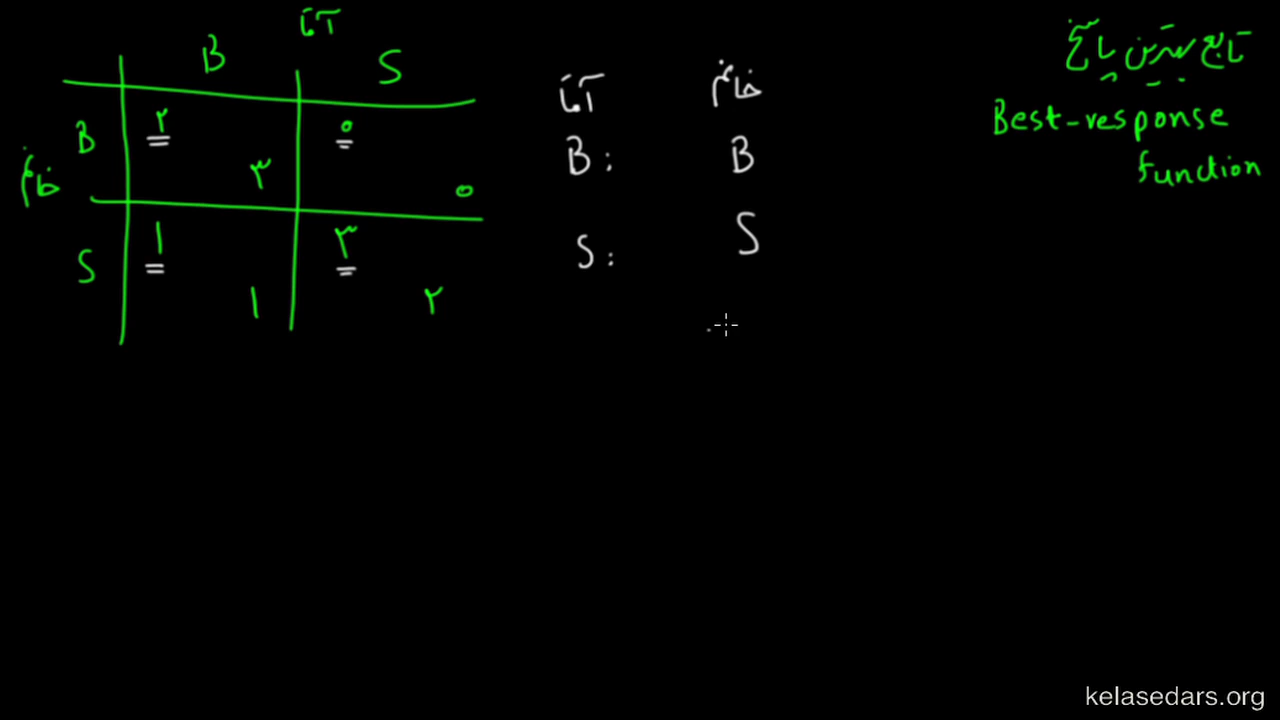 آقا
B S
B ۲ ۳ ۰ ۰
خانم
S ۱ ۱ ۳ ۲
آقا خانم
B : B
S : S
تابع بهترین پاسخ
Best-response
function
kelasedars.org